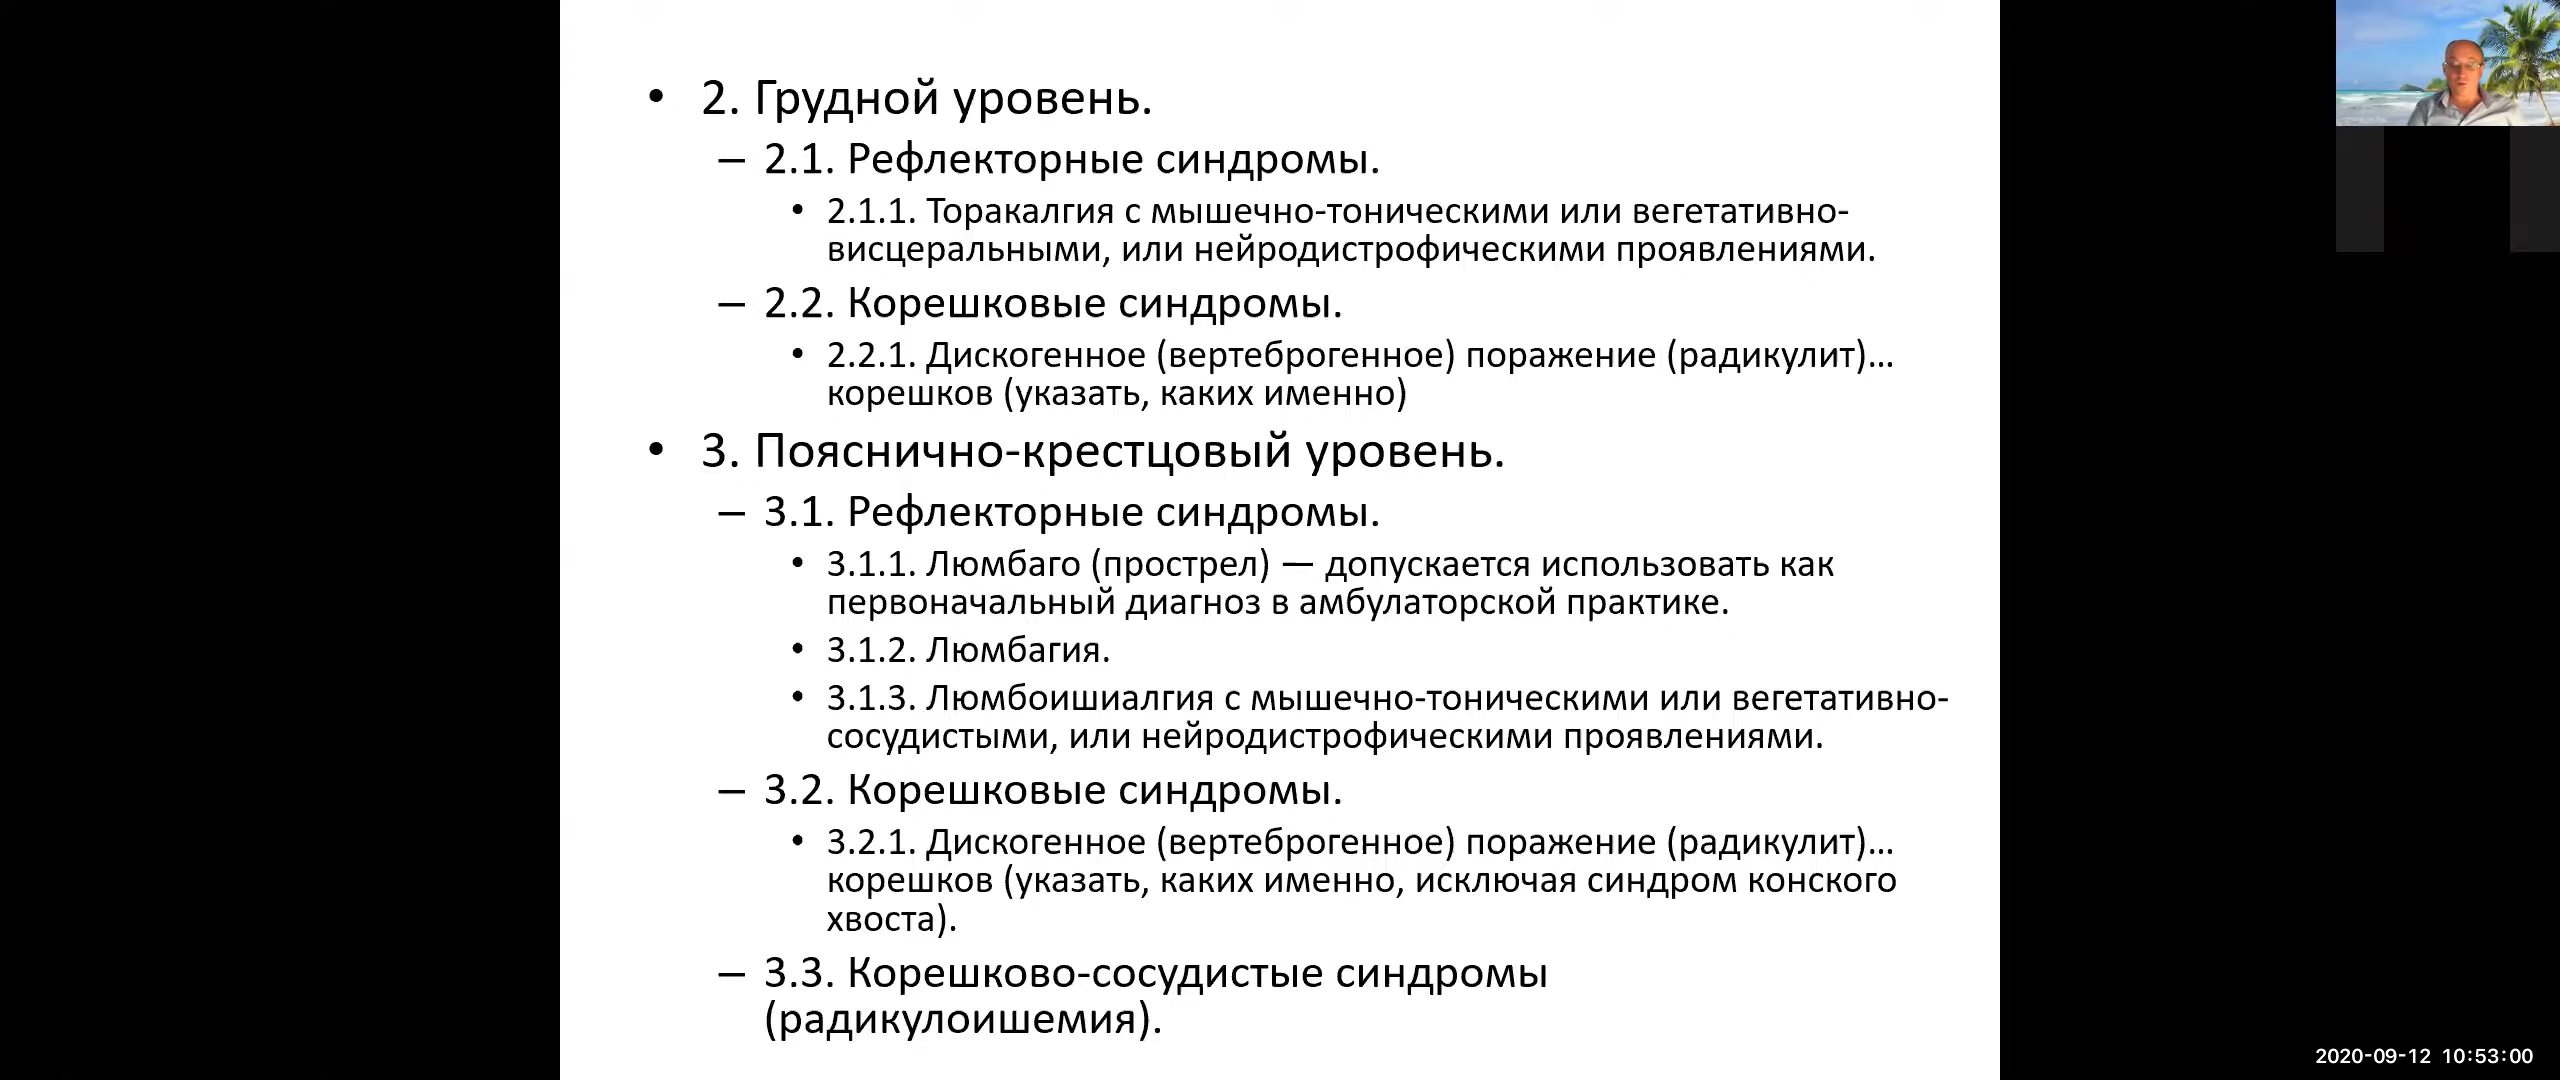 • 2. Грудной уровень.
– 2.1. Рефлекторные синдромы.
• 2.1.1. Торакалгия с мышечно-тоническими или вегетативно-
висцеральными, или нейродистрофическими проявлениями.
– 2.2. Корешковые синдромы.
• 2.2.1. Дискогенное (вертеброгенное) поражение (радикулит)…
корешков (указать, каких именно)
• 3. Пояснично-крестцовый уровень.
– 3.1. Рефлекторные синдромы.
• 3.1.1. Люмбаго (прострел) — допускается использовать как
первоначальный диагноз в амбулаторской практике.
• 3.1.2. Люмбагия.
• 3.1.3. Люмбоишиалгия с мышечно-тоническими или вегетативно-
сосудистыми, или нейродистрофическими проявлениями.
– 3.2. Корешковые синдромы.
• 3.2.1. Дискогенное (вертеброгенное) поражение (радикулит)…
корешков (указать, каких именно, исключая синдром конского
хвоста).
– 3.3. Корешково-сосудистые синдромы
(радикулоишемия).
2020-09-12 10:53:00